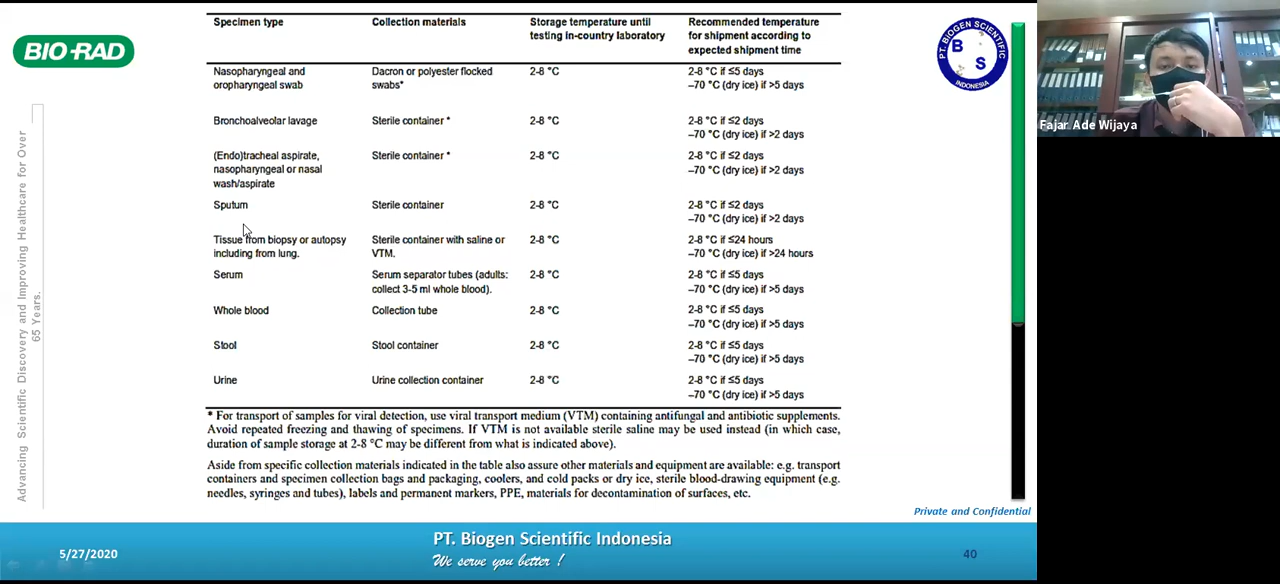 BIO-RAD
Advancing Scientific Discovery and Improving Healthcare for Over
65 Years.
Specimen type Collection materials Storage temperature until testing in-country laboratory Recommended temperature for shipment according to expected shipment time
Nasopharyngeal and oropharyngeal swab Dacron or polyester flocked swabs* 2-8 °C 2-8 °C if ≤5 days
–70 °C (dry ice) if >5 days
Bronchoalveolar lavage Sterile container * 2-8 °C 2-8 °C if ≤2 days
–70 °C (dry ice) if >2 days
(Endo)tracheal aspirate, nasopharyngeal or nasal wash/aspirate Sterile container * 2-8 °C 2-8 °C if ≤2 days
–70 °C (dry ice) if >2 days
Sputum Sterile container 2-8 °C 2-8 °C if ≤2 days
–70 °C (dry ice) if >2 days
Tissue from biopsy or autopsy including from lung. Sterile container with saline or VTM. 2-8 °C 2-8 °C if ≤24 hours
–70 °C (dry ice) if >24 hours
Serum Serum separator tubes (adults: collect 3-5 ml whole blood). 2-8 °C 2-8 °C if ≤5 days
–70 °C (dry ice) if >5 days
Whole blood Collection tube 2-8 °C 2-8 °C if ≤5 days
–70 °C (dry ice) if >5 days
Stool Stool container 2-8 °C 2-8 °C if ≤5 days
–70 °C (dry ice) if >5 days
Urine Urine collection container 2-8 °C 2-8 °C if ≤5 days
–70 °C (dry ice) if >5 days
* For transport of samples for viral detection, use viral transport medium (VTM) containing antifungal and antibiotic supplements.
Avoid repeated freezing and thawing of specimens. If VTM is not available sterile saline may be used instead (in which case,
duration of sample storage at 2-8 °C may be different from what is indicated above).
Aside from specific collection materials indicated in the table also assure other materials and equipment are available: e.g. transport
containers and specimen collection bags and packaging, coolers, and cold packs or dry ice, sterile blood-drawing equipment (e.g.
needles, syringes and tubes), labels and permanent markers, PPE, materials for decontamination of surfaces, etc.
PT. BIOGEN SCIENTIFIC
B
S
INDONESIA
Fajar Ade Wijaya
Private and Confidential
5/27/2020
PT. Biogen Scientific Indonesia
We serve you better !
40